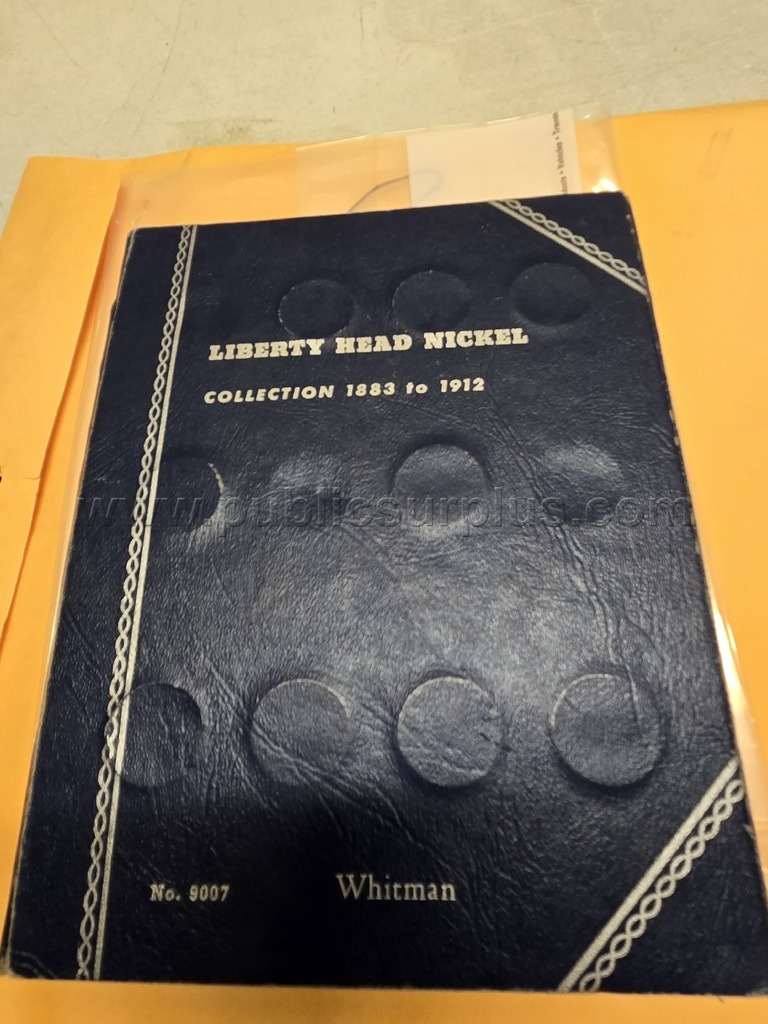 LIBERTY HEAD NICKEL
COLLECTION 1883 to 1912
www.publicsurplus.com
No. 9007 Whitman